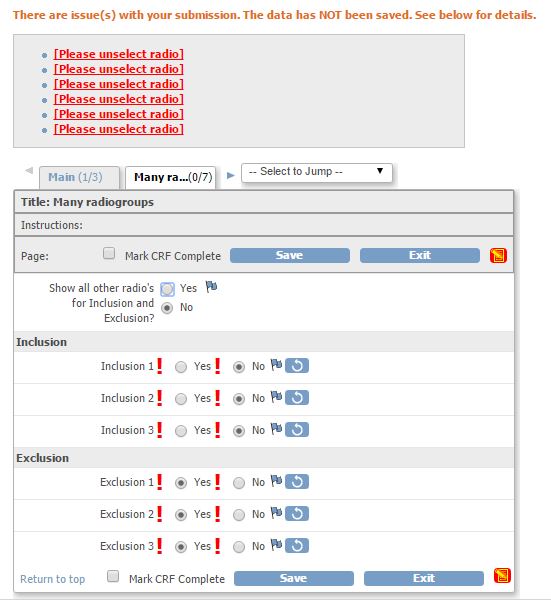 There are issue(s) with your submission. The data has NOT been saved. See below for details.
[Please unselect radio]
[Please unselect radio]
[Please unselect radio]
[Please unselect radio]
[Please unselect radio]
[Please unselect radio]
Main (1/3) Many ra...(0/7) -- Select to Jump --
Title: Many radiogroups
Instructions:
Page: Mark CRF Complete Save Exit
Show all other radio's Yes
for Inclusion and No
Exclusion?
Inclusion
Inclusion 1 ! Yes ! No
Inclusion 2 ! Yes ! No
Inclusion 3 ! Yes ! No
Exclusion
Exclusion 1 ! Yes ! No
Exclusion 2 ! Yes ! No
Exclusion 3 ! Yes ! No
Return to top Mark CRF Complete Save Exit